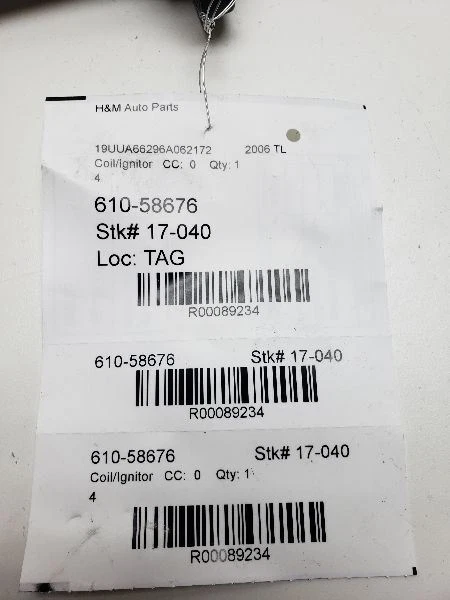 H&M Auto Parts
19UUA66296A062172 2006 TL
Coil/Ignitor CC: 0 Qty: 1
4
610-58676
Stk# 17-040
Loc: TAG
R00089234
610-58676 Stk# 17-040
R00089234
610-58676 Stk# 17-040
Coil/Ignitor CC: 0 Qty: 1
4
R00089234